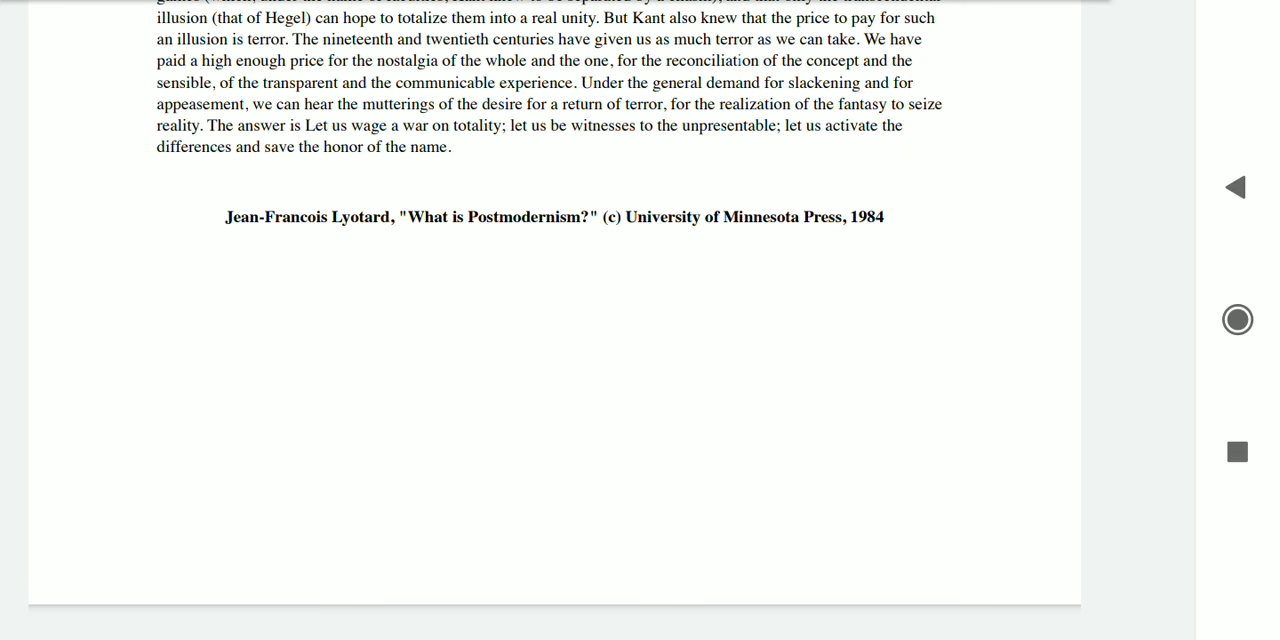 illusion (that of Hegel) can hope to totalize them into a real unity. But Kant also knew that the price to pay for such
an illusion is terror. The nineteenth and twentieth centuries have given us as much terror as we can take. We have
paid a high enough price for the nostalgia of the whole and the one, for the reconciliation of the concept and the
sensible, of the transparent and the communicable experience. Under the general demand for slackening and for
appeasement, we can hear the mutterings of the desire for a return of terror, for the realization of the fantasy to seize
reality. The answer is Let us wage a war on totality; let us be witnesses to the unpresentable; let us activate the
differences and save the honor of the name.
Jean-Francois Lyotard, "What is Postmodernism?" (c) University of Minnesota Press, 1984